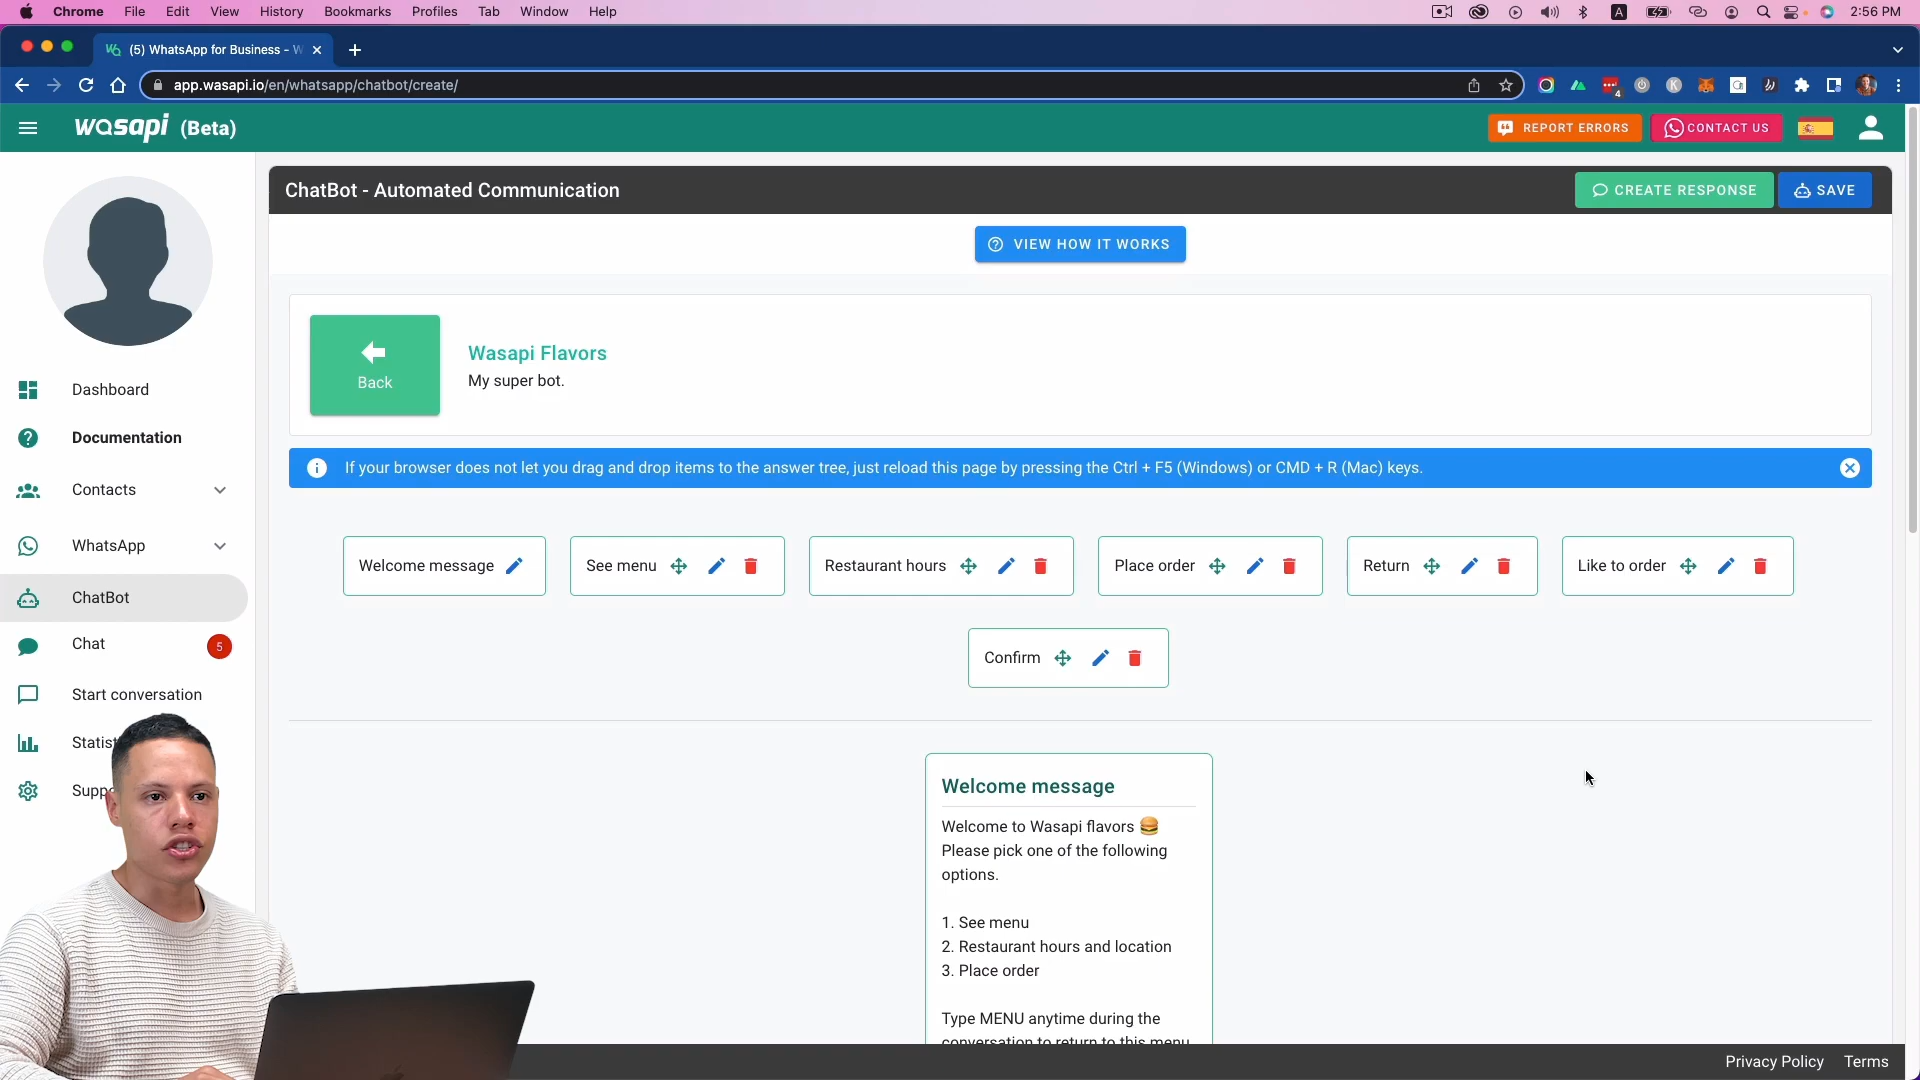 Chrome File Edit View History Bookmarks Profiles Tab Window Help A 2:56 PM
(5) WhatsApp for Business - W
app.wasapi.io/en/whatsapp/chatbot/create/
4
K
wasapi (Beta)
REPORT ERRORS
CONTACT US
ChatBot - Automated Communication
CREATE RESPONSE
SAVE
VIEW HOW IT WORKS
Back
Wasapi Flavors
My super bot.
Dashboard
Documentation
Contacts
WhatsApp
ChatBot
Chat 5
Start conversation
Statist
Suppo
If your browser does not let you drag and drop items to the answer tree, just reload this page by pressing the Ctrl + F5 (Windows) or CMD + R (Mac) keys.
Welcome message
See menu
Restaurant hours
Place order
Return
Like to order
Confirm
Welcome message
Welcome to Wasapi flavors 🍔
Please pick one of the following
options.
1. See menu
2. Restaurant hours and location
3. Place order
Type MENU anytime during the
conversation to return to this menu
Privacy Policy Terms